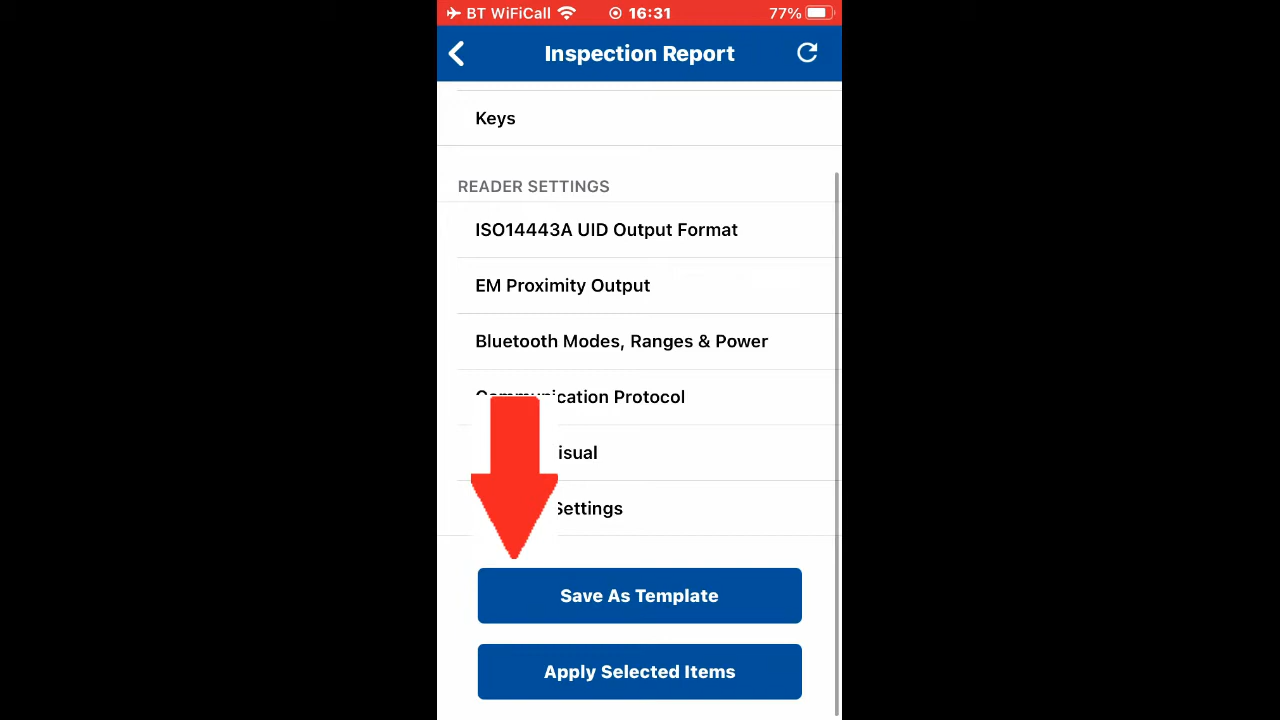 BT WiFiCall 16:31 77%
Inspection Report
Keys
READER SETTINGS
ISO14443A UID Output Format
EM Proximity Output
Bluetooth Modes, Ranges & Power
Communication Protocol
Settings
Save As Template
Apply Selected Items